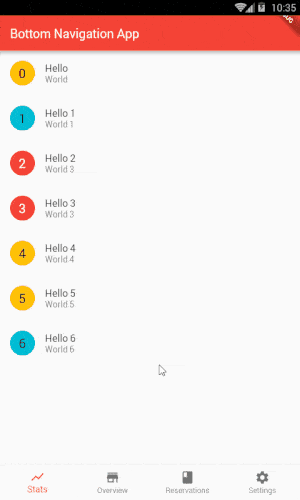 10:35
Bottom Navigation App
0
Hello
World
1
Hello 1
World 1
2
Hello 2
World 3
3
Hello 3
World 3
4
Hello 4
World 4
5
Hello 5
World 5
6
Hello 6
World 6
Stats
Overview
Reservations
Settings